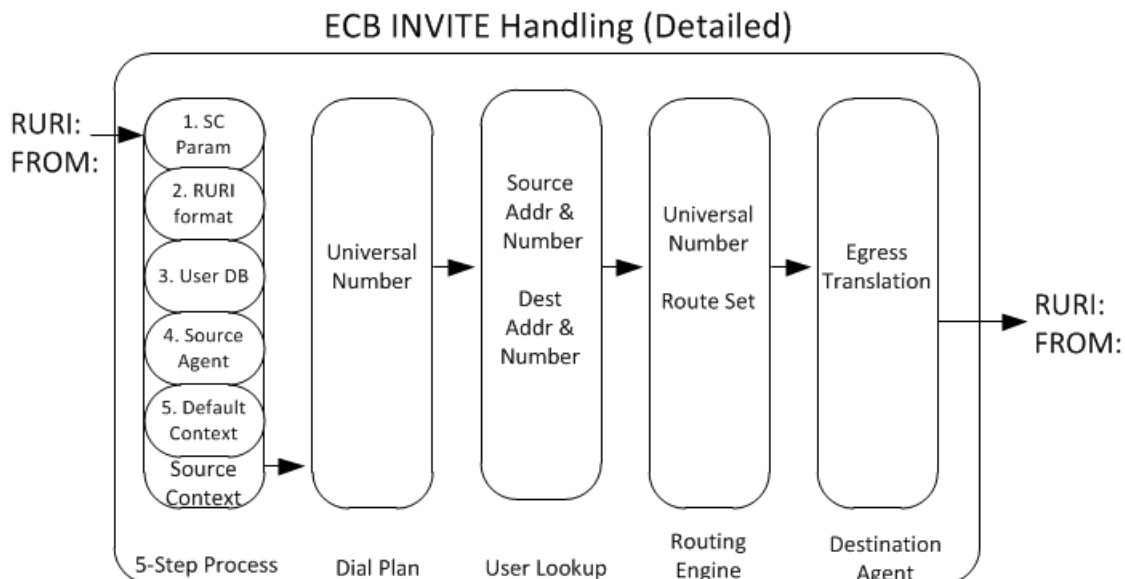 ECB INVITE Handling (Detailed)
RURI:
FROM:
1. SC
Param
2. RURI
format
3. User DB
4. Source
Agent
5. Default
Context
Source
Context
5-Step Process
Universal
Number
Dial Plan
Source
Addr &
Number
Dest
Addr &
Number
User Lookup
Universal
Number
Route Set
Routing
Engine
Egress
Translation
Destination
Agent
RURI:
FROM: